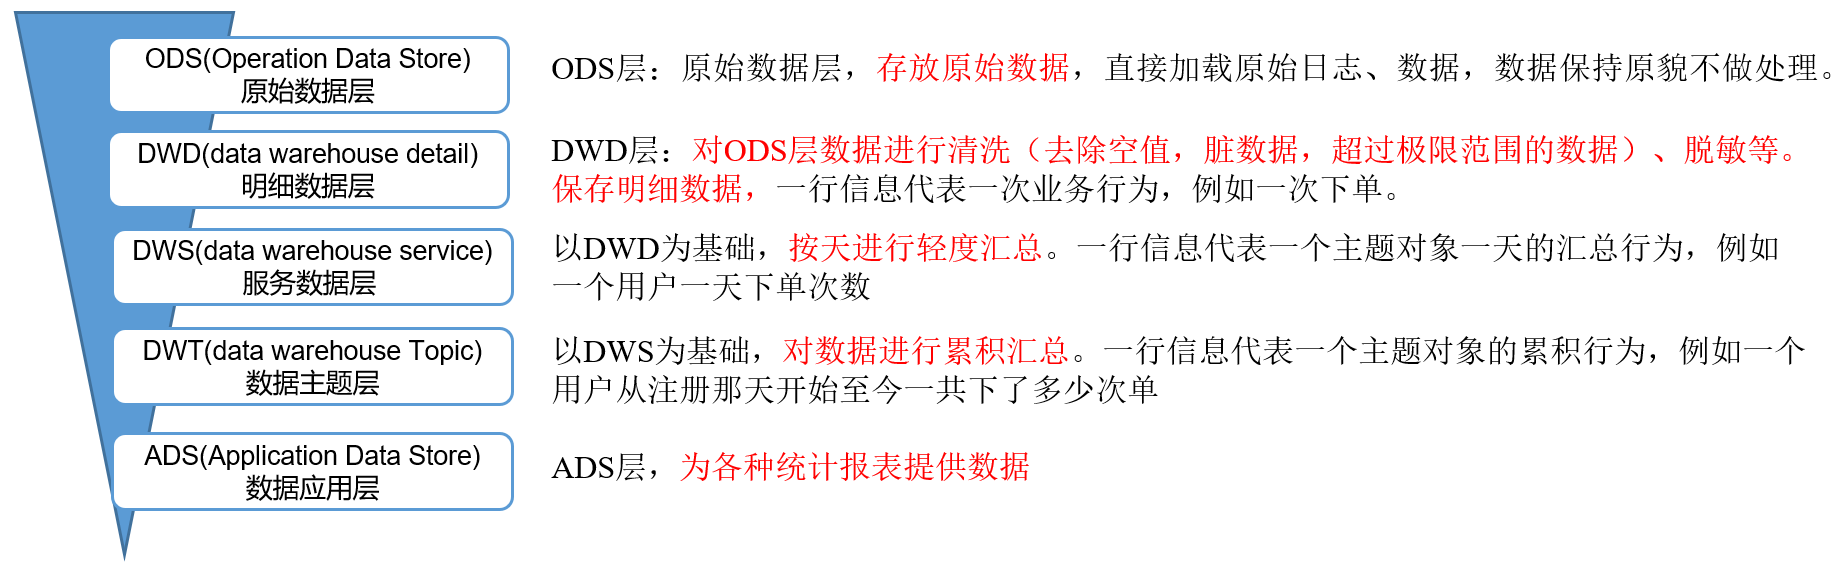 ODS(Operation Data Store)
原始数据层
ODS层：原始数据层，存放原始数据，直接加载原始日志、数据，数据保持原貌不做处理。
DWD(data warehouse detail)
明细数据层
DWD层：对ODS层数据进行清洗（去除空值，脏数据，超过极限范围的数据）、脱敏等。
保存明细数据，一行信息代表一次业务行为，例如一次下单。
DWS(data warehouse service)
服务数据层
以DWD为基础，按天进行轻度汇总。一行信息代表一个主题对象一天的汇总行为，例如
一个用户一天下单次数
DWT(data warehouse Topic)
数据主题层
以DWS为基础，对数据进行累积汇总。一行信息代表一个主题对象的累积行为，例如一个
用户从注册那天开始至今一共下了多少次单
ADS(Application Data Store)
数据应用层
ADS层，为各种统计报表提供数据